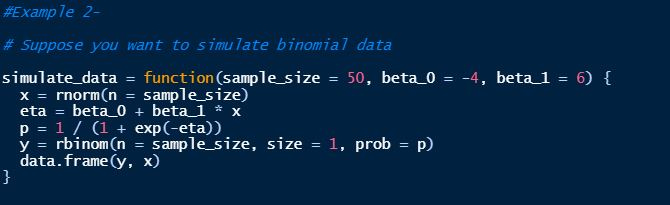 #Example 2-
# Suppose you want to simulate binomial data
simulate_data = function(sample_size = 50, beta_0 = -4, beta_1 = 6) {
  x = rnorm(n = sample_size)
  eta = beta_0 + beta_1 * x
  p = 1 / (1 + exp(-eta))
  y = rbinom(n = sample_size, size = 1, prob = p)
  data.frame(y, x)
}